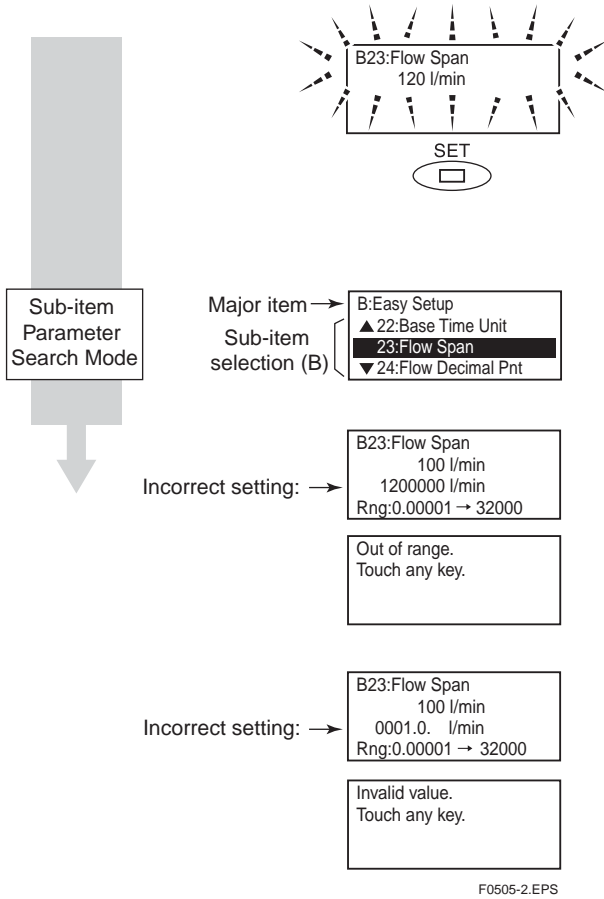 B23:Flow Span
120 l/min
SET
Sub-item
Parameter
Search Mode
Major item
Sub-item
selection (B)
B:Easy Setup
▲ 22:Base Time Unit
23:Flow Span
▼ 24:Flow Decimal Pnt
Incorrect setting:
B23:Flow Span
100 l/min
1200000 l/min
Rng:0.00001 → 32000
Out of range.
Touch any key.
Incorrect setting:
B23:Flow Span
100 l/min
0001.0. l/min
Rng:0.00001 → 32000
Invalid value.
Touch any key.
F0505-2.EPS